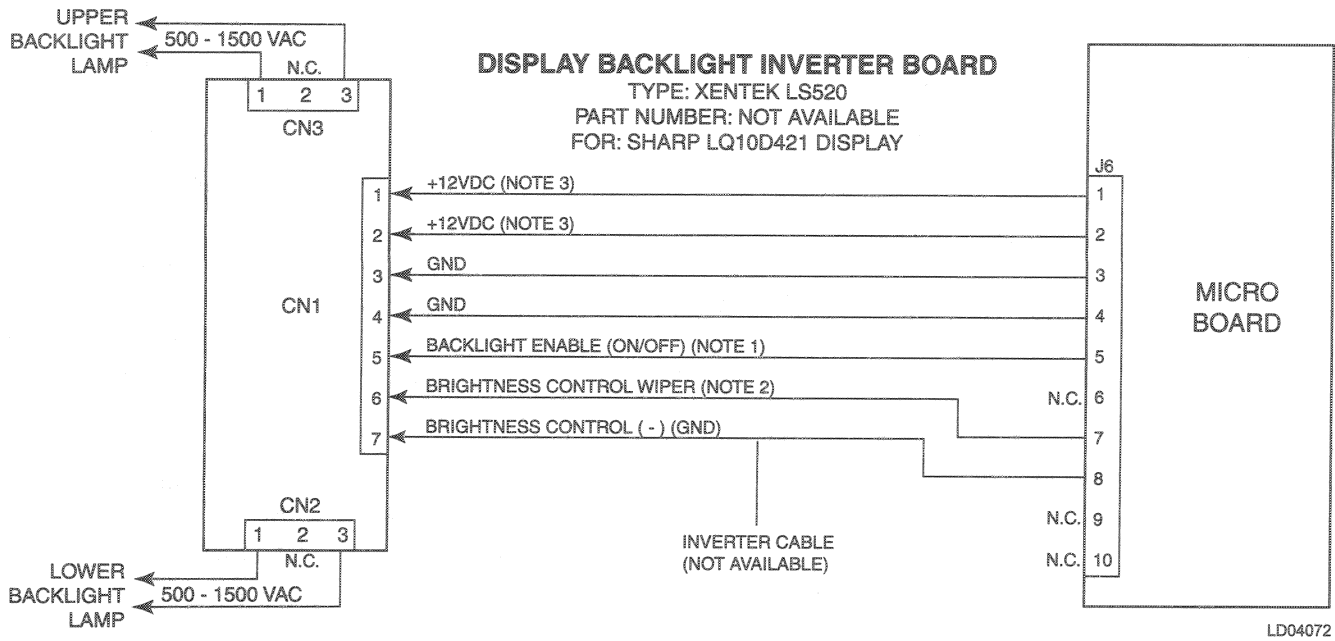 UPPER
BACKLIGHT
LAMP
500 - 1500 VAC
N.C.
1 2 3
CN3
DISPLAY BACKLIGHT INVERTER BOARD
TYPE: XENTEK LS520
PART NUMBER: NOT AVAILABLE
FOR: SHARP LQ10D421 DISPLAY
J6
1 +12VDC (NOTE 3) 1
2 +12VDC (NOTE 3) 2
3 GND 3
CN1
4 GND 4
MICRO
BOARD
5 BACKLIGHT ENABLE (ON/OFF) (NOTE 1) 5
6 BRIGHTNESS CONTROL WIPER (NOTE 2) N.C. 6
7 BRIGHTNESS CONTROL ( - ) (GND) 7
8
N.C. 9
N.C. 10
INVERTER CABLE
(NOT AVAILABLE)
CN2
1 2 3
N.C.
LOWER
BACKLIGHT
LAMP
500 - 1500 VAC
LD04072